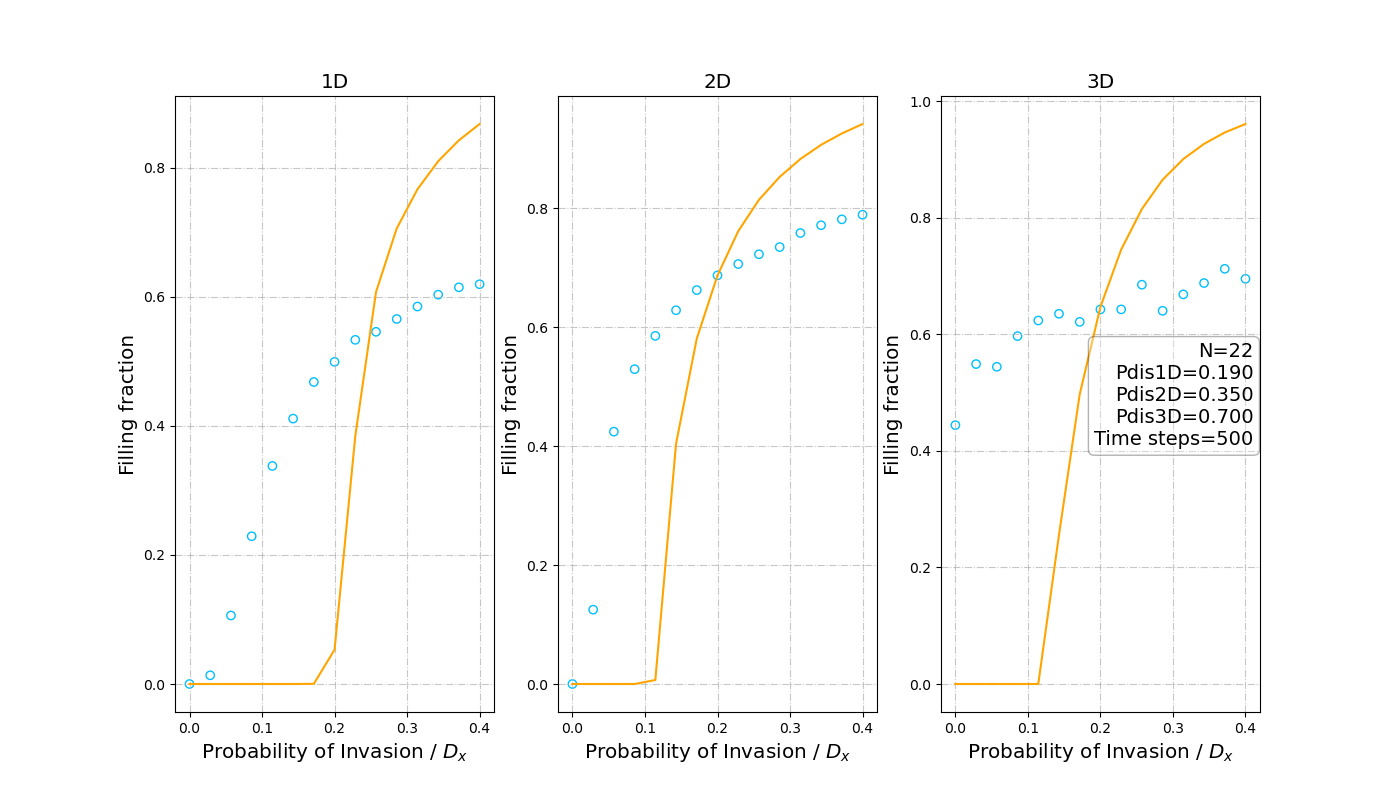 1D
2D
3D
Filling fraction
0.8
0.6
0.4
0.2
0.0
0.0 0.1 0.2 0.3 0.4
Probability of Invasion / Dx
Filling fraction
0.8
0.6
0.4
0.2
0.0
0.0 0.1 0.2 0.3 0.4
Probability of Invasion / Dx
Filling fraction
1.0
0.8
0.6
0.4
0.2
0.0
0.0 0.1 0.2 0.3 0.4
Probability of Invasion / Dx
N=22
Pdis1D=0.190
Pdis2D=0.350
Pdis3D=0.700
Time steps=500